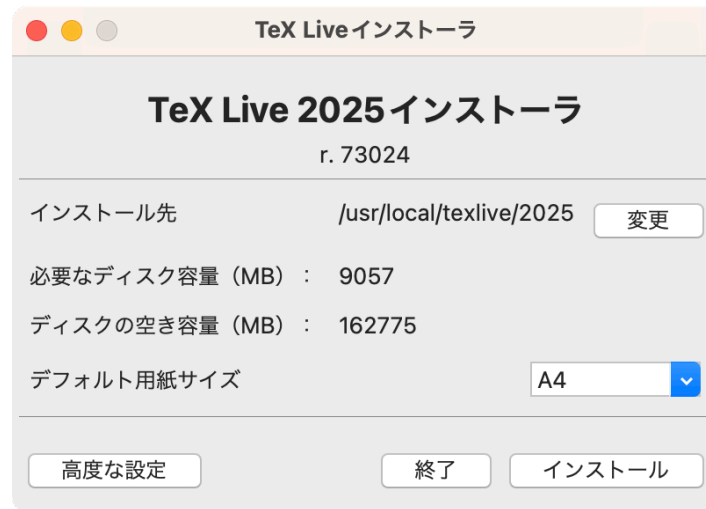 TeX Liveインストーラ
TeX Live 2025インストーラ
r. 73024
インストール先 /usr/local/texlive/2025 変更
必要なディスク容量（MB）： 9057
ディスクの空き容量（MB）： 162775
デフォルト用紙サイズ A4
高度な設定 終了 インストール